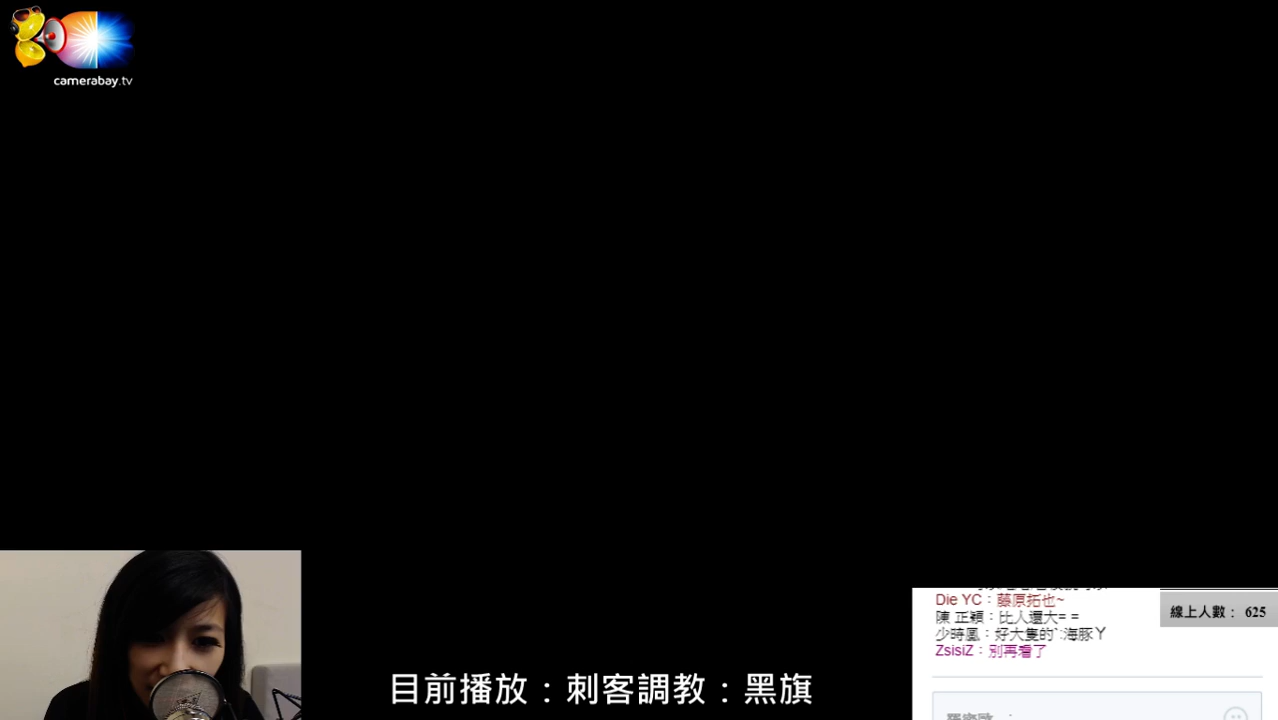 camerabay.tv
Die YC：藤原拓也~
線上人數： 625
陳 正穎：比人還大= =
少時風：好大隻的ˋ:海豚ㄚ
ZsisiZ：別再看了
目前播放：刺客調教：黑旗